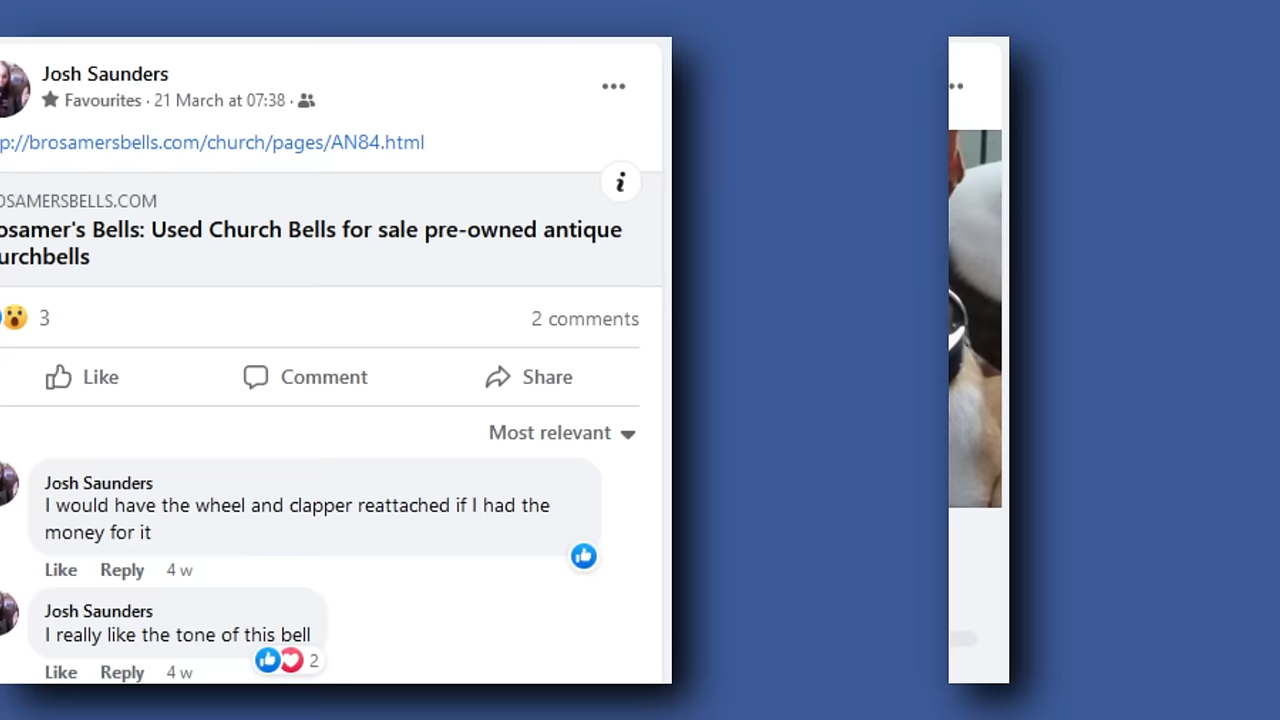 Josh Saunders
Favourites · 21 March at 07:38 ·
p://brosamersbells.com/church/pages/AN84.html
OSAMERSBELLS.COM
osamer's Bells: Used Church Bells for sale pre-owned antique
urchbells
3
2 comments
Like
Comment
Share
Most relevant
Josh Saunders
I would have the wheel and clapper reattached if I had the
money for it
Like Reply 4 w
Josh Saunders
I really like the tone of this bell
2
Like Reply 4 w